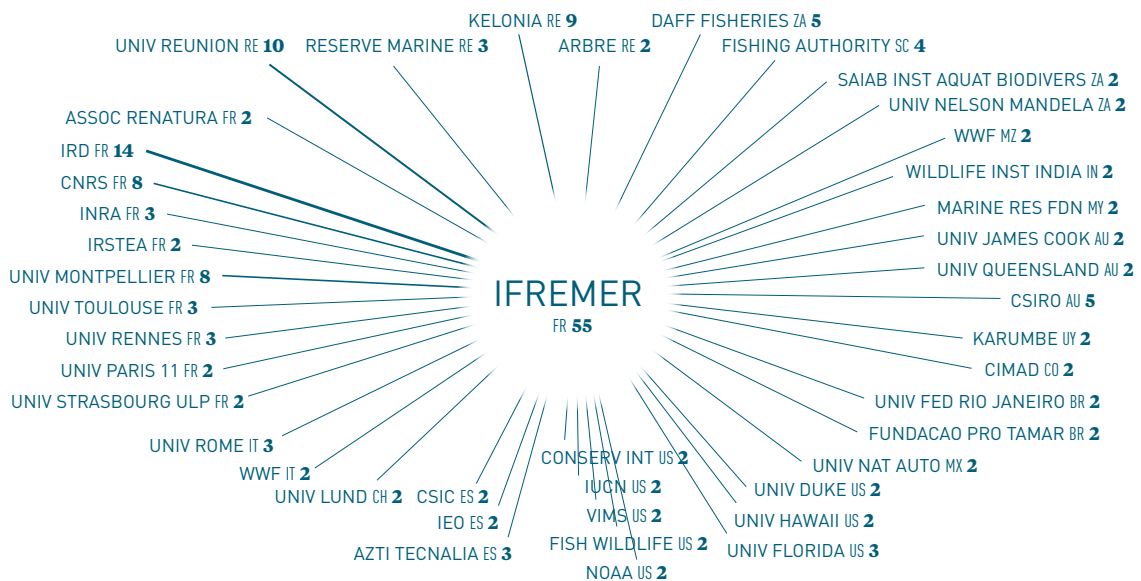 KELONIA RE 9
DAFF FISHERIES ZA 5
UNIV REUNION RE 10
RESERVE MARINE RE 3
ARBRE RE 2
FISHING AUTHORITY SC 4
SAIAB INST AQUAT BIODIVERS ZA 2
UNIV NELSON MANDELA ZA 2
ASSOC RENATURA FR 2
WWF MZ 2
IRD FR 14
WILDLIFE INST INDIA IN 2
CNRS FR 8
MARINE RES FDN MY 2
INRA FR 3
UNIV JAMES COOK AU 2
IRSTEA FR 2
UNIV QUEENSLAND AU 2
UNIV MONTPELLIER FR 8
IFREMER
FR 55
CSIRO AU 5
UNIV TOULOUSE FR 3
UNIV RENNES FR 3
KARUMBE UY 2
UNIV PARIS 11 FR 2
CIMAD CO 2
UNIV STRASBOURG ULP FR 2
UNIV FED RIO JANEIRO BR 2
FUNDACAO PRO TAMAR BR 2
UNIV ROME IT 3
CONSERV INT US 2
UNIV NAT AUTO MX 2
WWF IT 2
IUCN US 2
UNIV DUKE US 2
UNIV LUND CH 2
CSIC ES 2
VIMS US 2
UNIV HAWAII US 2
IEO ES 2
FISH WILDLIFE US 2
UNIV FLORIDA US 3
AZTI TECNALIA ES 3
NOAA US 2